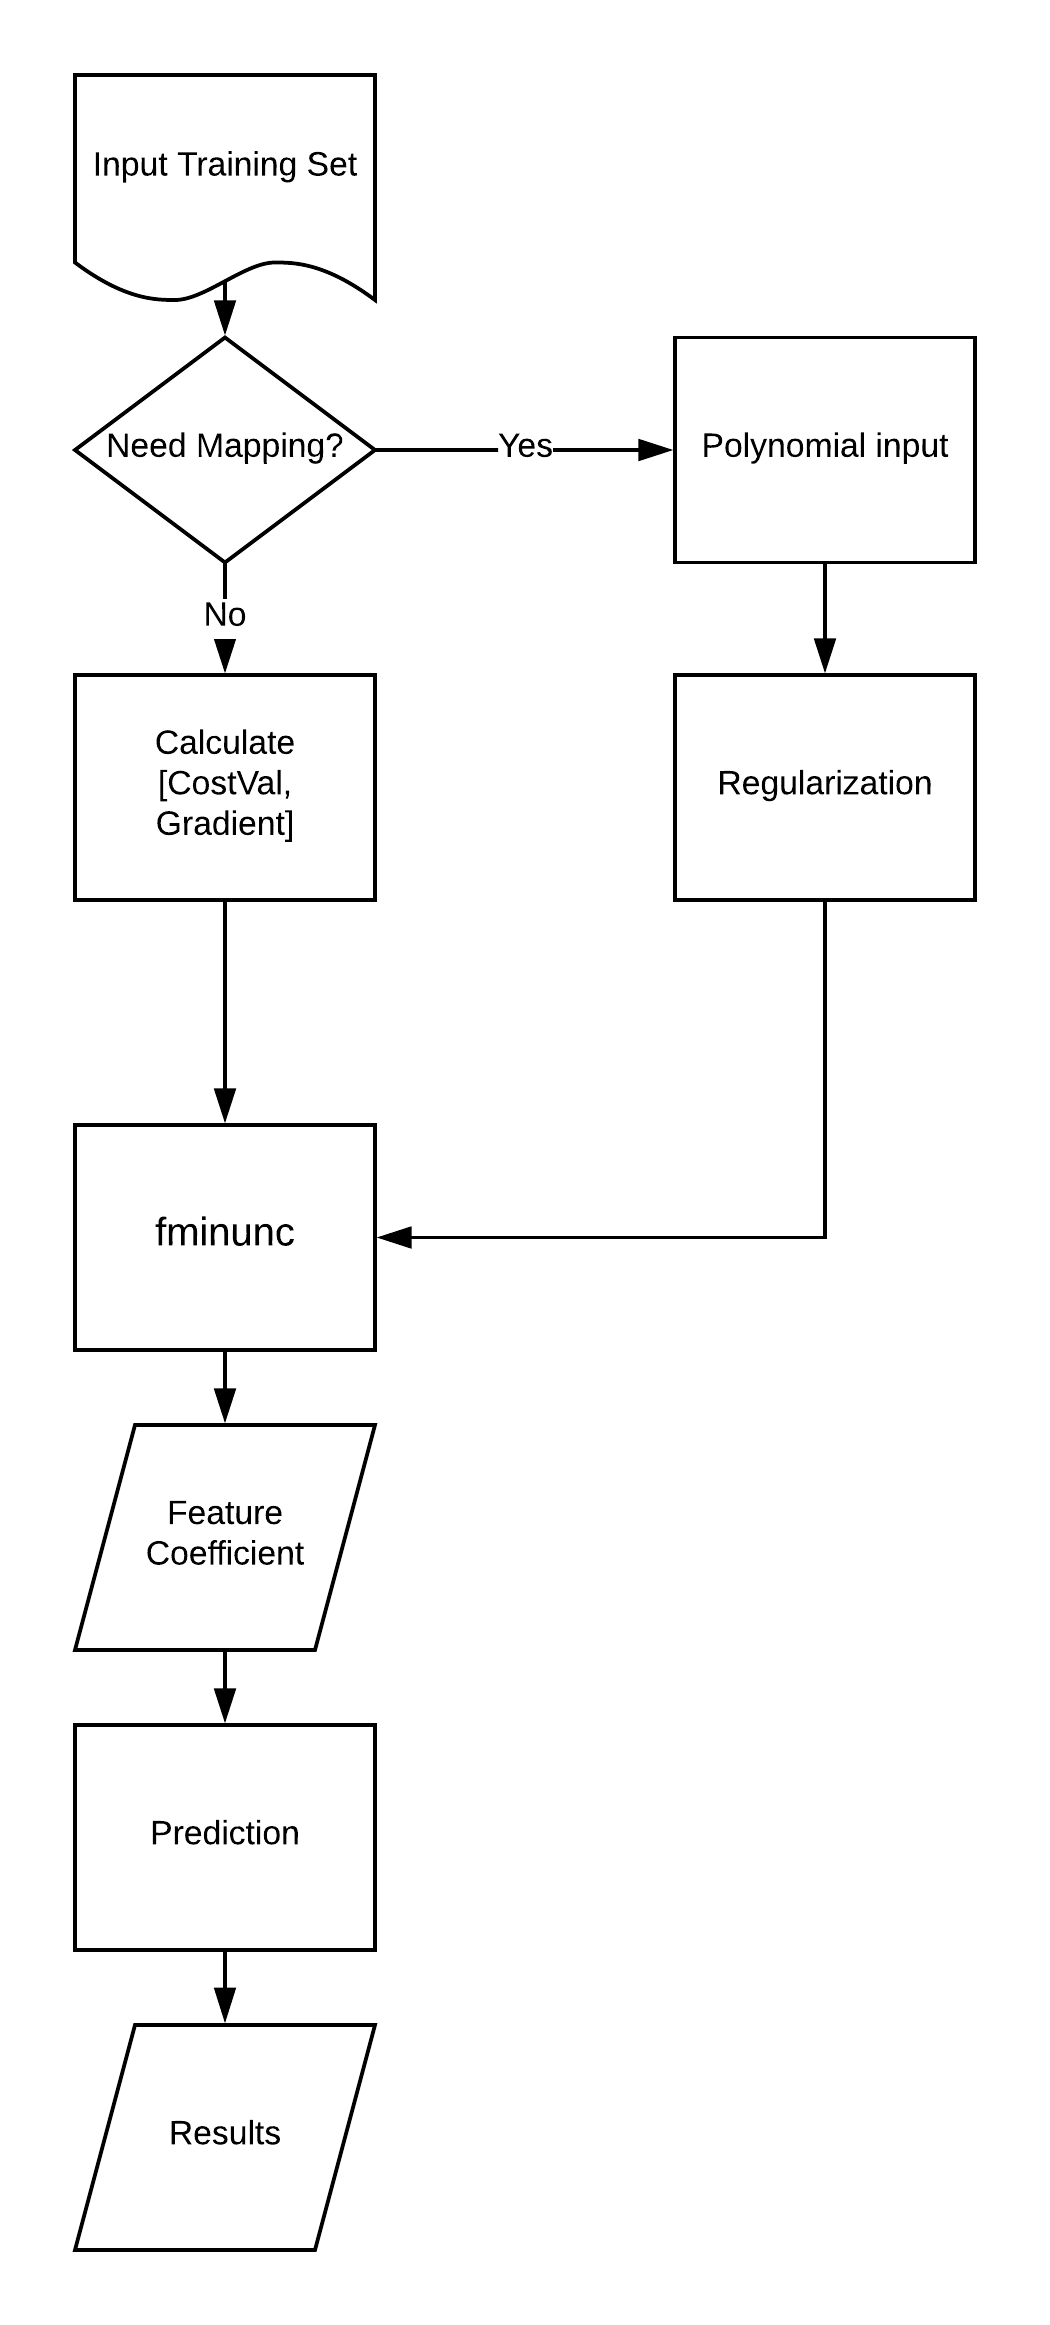 Input Training Set
Need Mapping?
Yes
Polynomial input
No
Calculate
[CostVal,
Gradient]
Regularization
fminunc
Feature
Coefficient
Prediction
Results